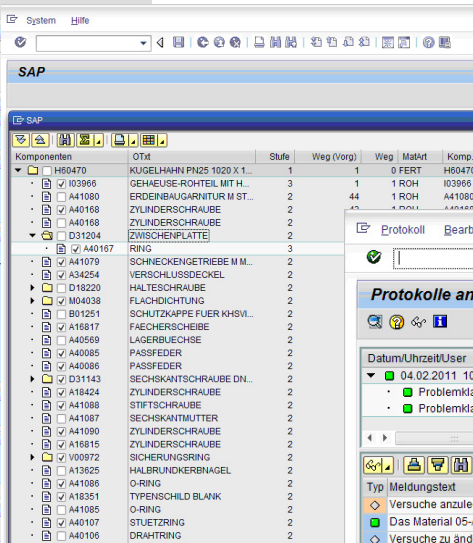 System Hilfe
SAP
SAP
Komponenten OTxt Stufe Weg (Vorg) Weg MatArt Komp.
H60470 KUGELHAHN PN25 1020 X 1... 1 1 0 FERT H60470
I03966 GEHAEUSE-ROHTEIL MIT H... 3 1 1 ROH I03966
A41080 ERDEINBAUGARNITUR M ST... 2 44 1 ROH A41080
A40168 ZYLINDERSCHRAUBE 2 42 1 ROH A40168
A40168 ZYLINDERSCHRAUBE 2
D31204 ZWISCHENPLATTE 2
A40167 RING 3
A41079 SCHNECKENGETRIEBE M M... 2
A34254 VERSCHLUSSDECKEL 2
D18220 HALTESCHRAUBE 2
M04038 FLACHDICHTUNG 2
B01251 SCHUTZKAPPE FUER KHSVI... 2
A16817 FAECHERSCHEIBE 2
A40569 LAGERBUECHSE 2
A40085 PASSFEDER 2
A40086 PASSFEDER 2
D31143 SECHSKANTSCHRAUBE DN... 2
A18424 ZYLINDERSCHRAUBE 2
A41088 STIFTSCHRAUBE 2
A41087 SECHSKANTMUTTER 2
A41090 ZYLINDERSCHRAUBE 2
A16815 ZYLINDERSCHRAUBE 2
V00972 SICHERUNGSRING 2
A13625 HALBRUNDKERBNAGEL 2
A41086 O-RING 2
A18351 TYPENSCHILD BLANK 2
A41085 O-RING 2
A40107 STUETZRING 2
A40106 DRAHTRING 2
Protokoll Bearb
Protokolle an
Datum/Uhrzeit/User
04.02.2011 10
Problemkla
Problemkla
Typ Meldungstext
Versuche anzule
Das Material 05-
Versuche zu änd